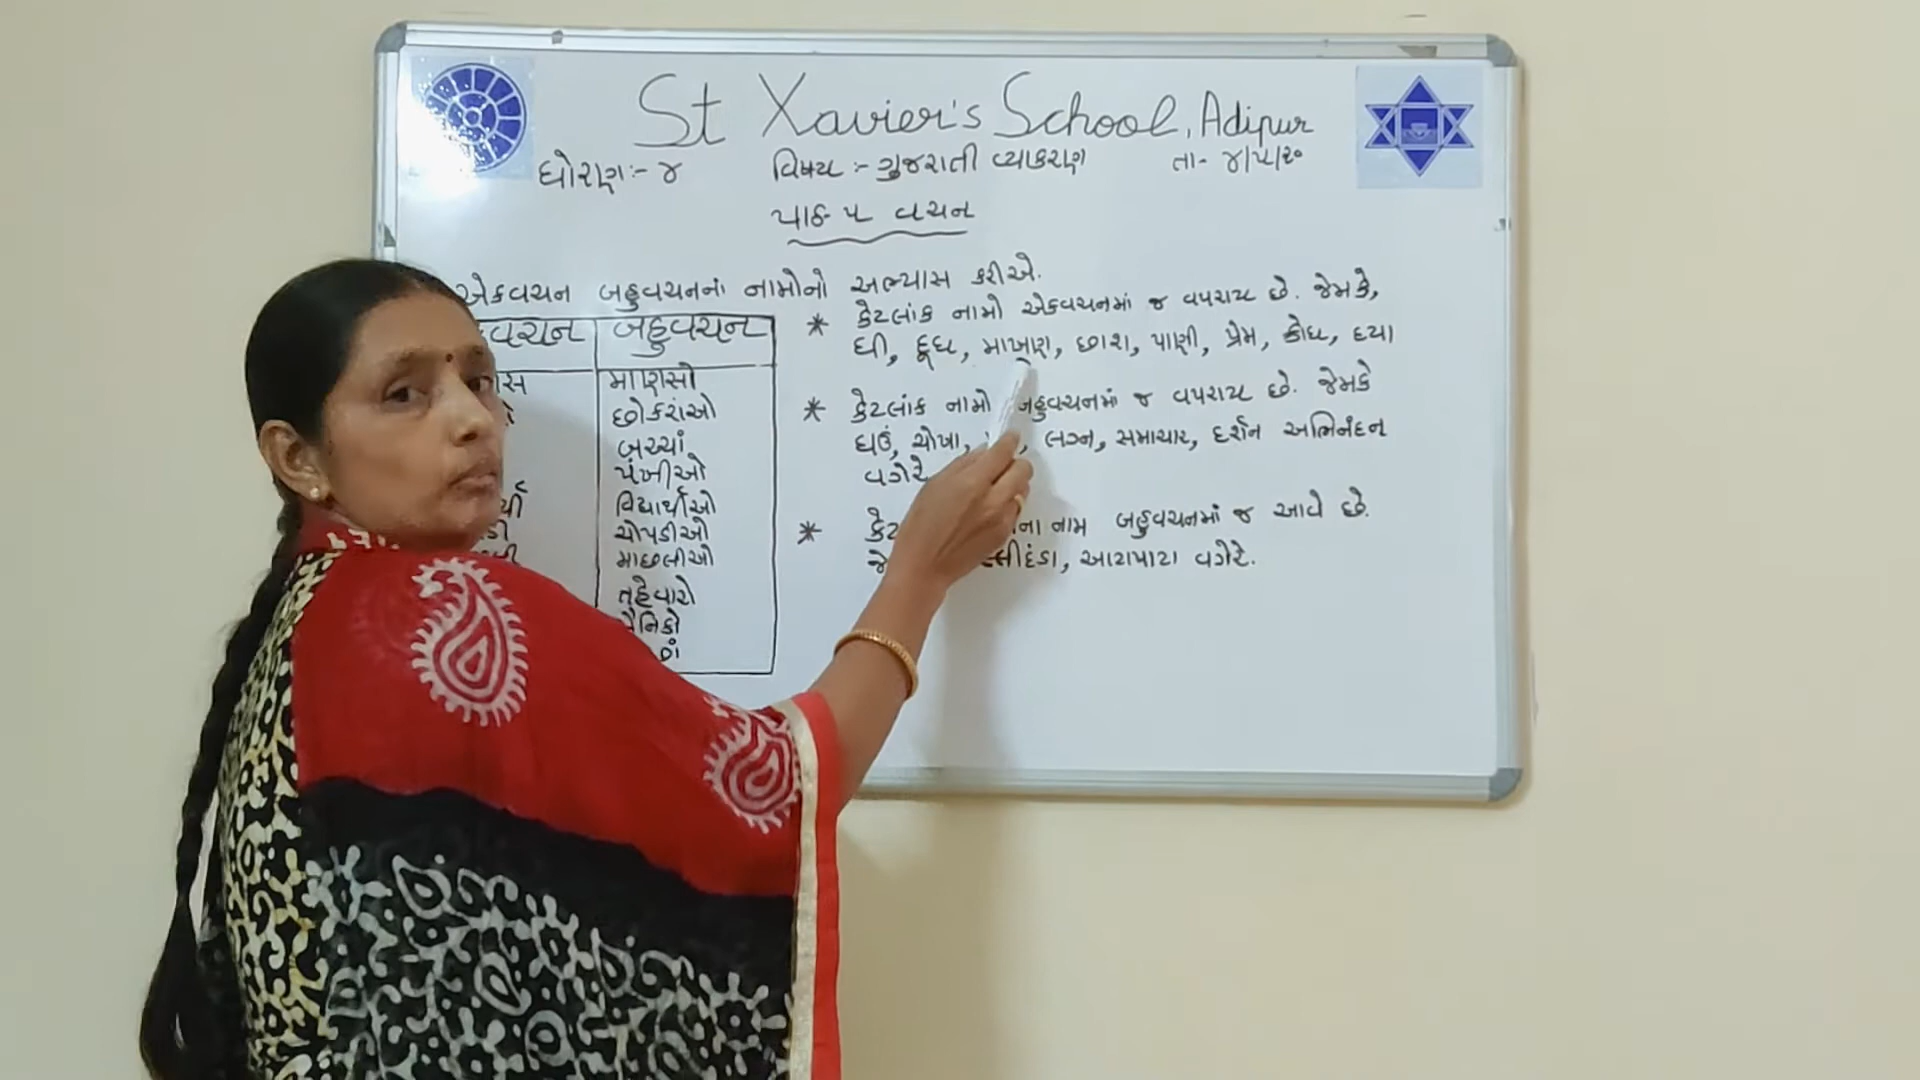 St Xavier's School, Adipur
ધોરણ:- ૪ વિષય :- ગુજરાતી વ્યાકરણ તા- ૪/૫/૨૦
પાઠ ૫ વચન
એકવચન બહુવચનનાં નામોનો અભ્યાસ કરીએ.
વચન બહુવચન
માણસો
છોકરાંઓ
બચ્ચાં
પંખીઓ
વિદ્યાર્થીઓ
ચોપડીઓ
માછલીઓ
તહેવારો
સૈનિકો
* કેટલાંક નામો એકવચનમાં જ વપરાય છે. જેમકે,
ઘી, દૂધ, માખણ, છાશ, પાણી, પ્રેમ, ક્રોધ, દયા
* કેટલાંક નામો બહુવચનમાં જ વપરાય છે. જેમકે
ઘઉં, ચોખા, લગ્ન, સમાચાર, દર્શન અભિનંદન
વગેરે
* નામ બહુવચનમાં જ આવે છે.
આટાપાટા વગેરે.